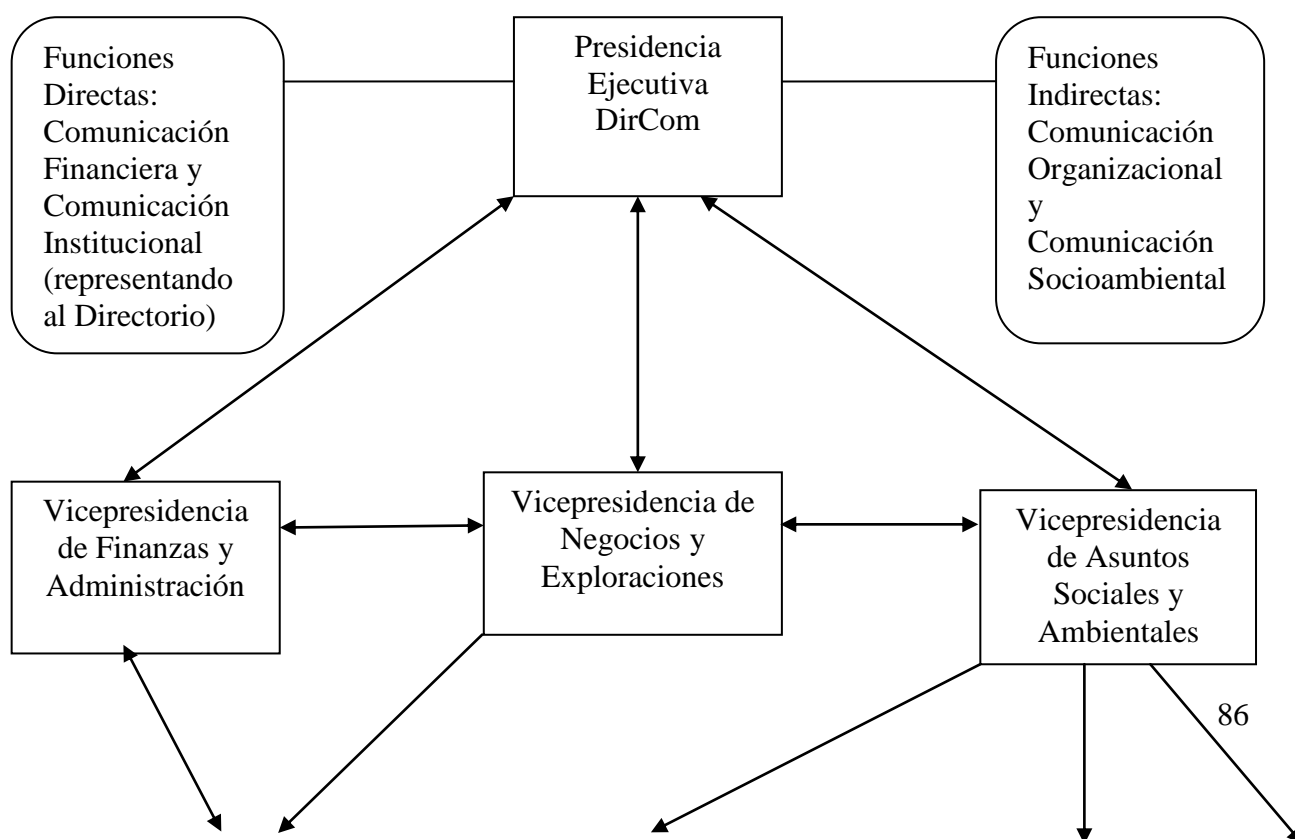 Funciones
Directas:
Comunicación
Financiera y
Comunicación
Institucional
(representando
al Directorio)
Presidencia
Ejecutiva
DirCom
Funciones
Indirectas:
Comunicación
Organizacional
y
Comunicación
Socioambiental
Vicepresidencia
de Finanzas y
Administración
Vicepresidencia de
Negocios y
Exploraciones
Vicepresidencia
de Asuntos
Sociales y
Ambientales
86